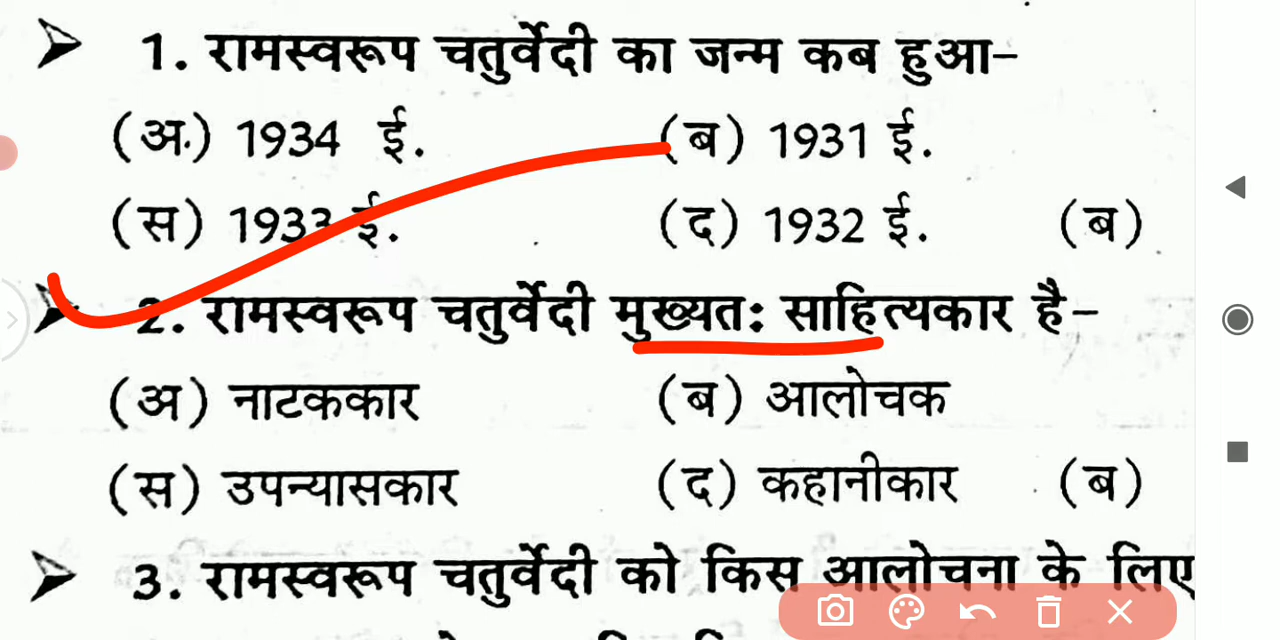 1. रामस्वरूप चतुर्वेदी का जन्म कब हुआ–
(अ.) 1934 ई. (ब) 1931 ई.
(स) 1933 ई. (द) 1932 ई. (ब)
2. रामस्वरूप चतुर्वेदी मुख्यतः साहित्यकार है–
(अ) नाटककार (ब) आलोचक
(स) उपन्यासकार (द) कहानीकार (ब)
3. रामस्वरूप चतुर्वेदी को किस आलोचना के लिए